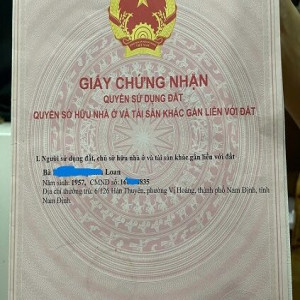 GIẤY CHỨNG NHẬN
QUYỀN SỬ DỤNG ĐẤT
QUYỀN SỞ HỮU NHÀ Ở VÀ TÀI SẢN KHÁC GẮN LIỀN VỚI ĐẤT
I. Người sử dụng đất, chủ sở hữu nhà ở và tài sản khác gắn liền với đất
Bà Loan
Năm sinh: 1957, CMND số: 835
Địa chỉ thường trú: 6/126 Hàn Thuyên, phường Vị Hoàng, thành phố Nam Định, tỉnh
Nam Định.